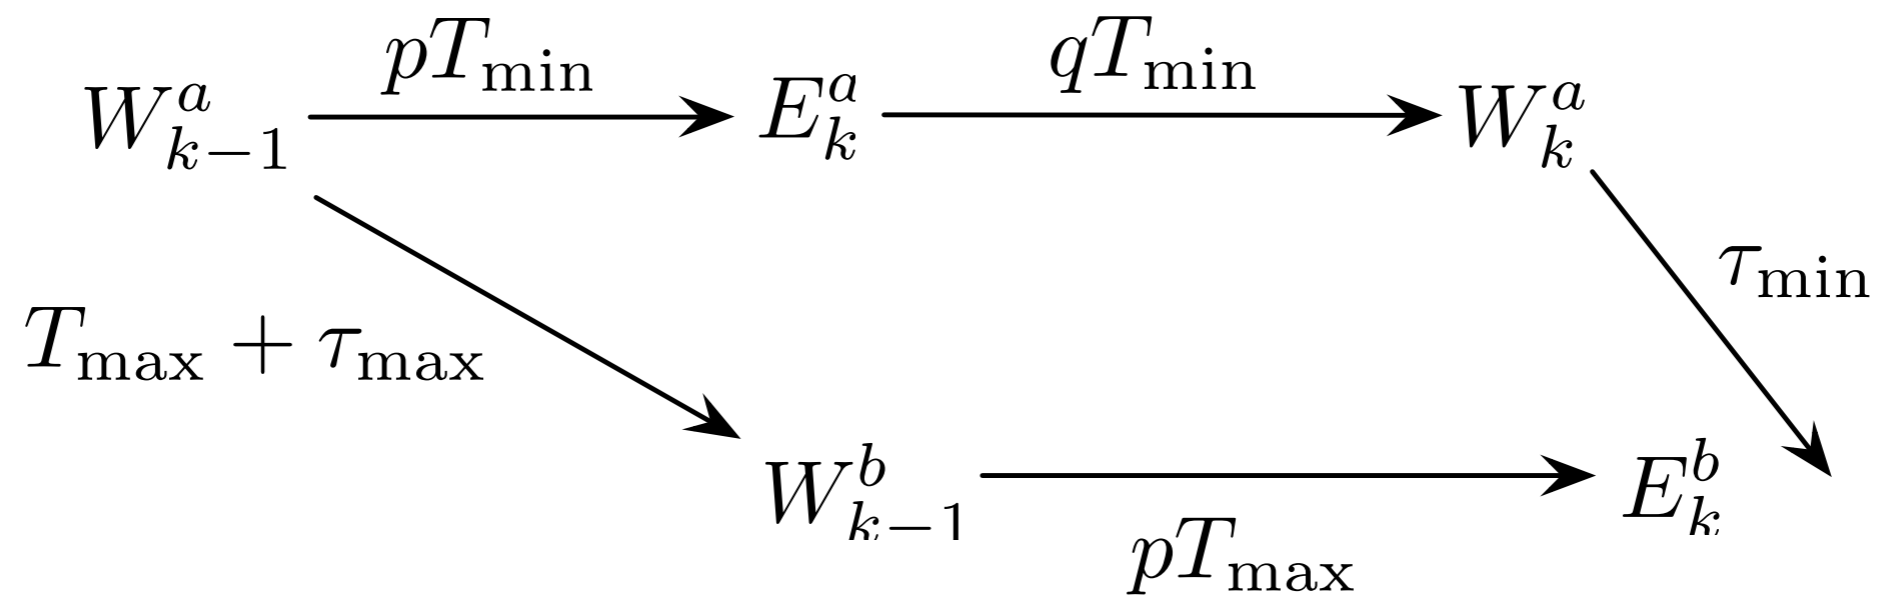 pT_min qT_min
W^a_{k-1} E^a_k W^a_k
τ_min
T_max + τ_max
W^b_{k-1} E^b_k
pT_max